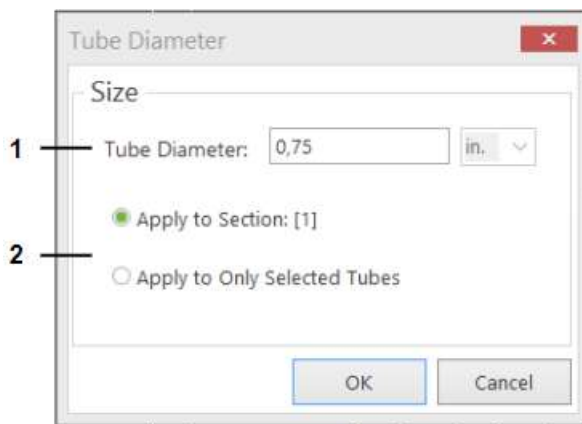 Tube Diameter
Size
1 Tube Diameter: 0,75 in.
Apply to Section: [1]
2
Apply to Only Selected Tubes
OK Cancel